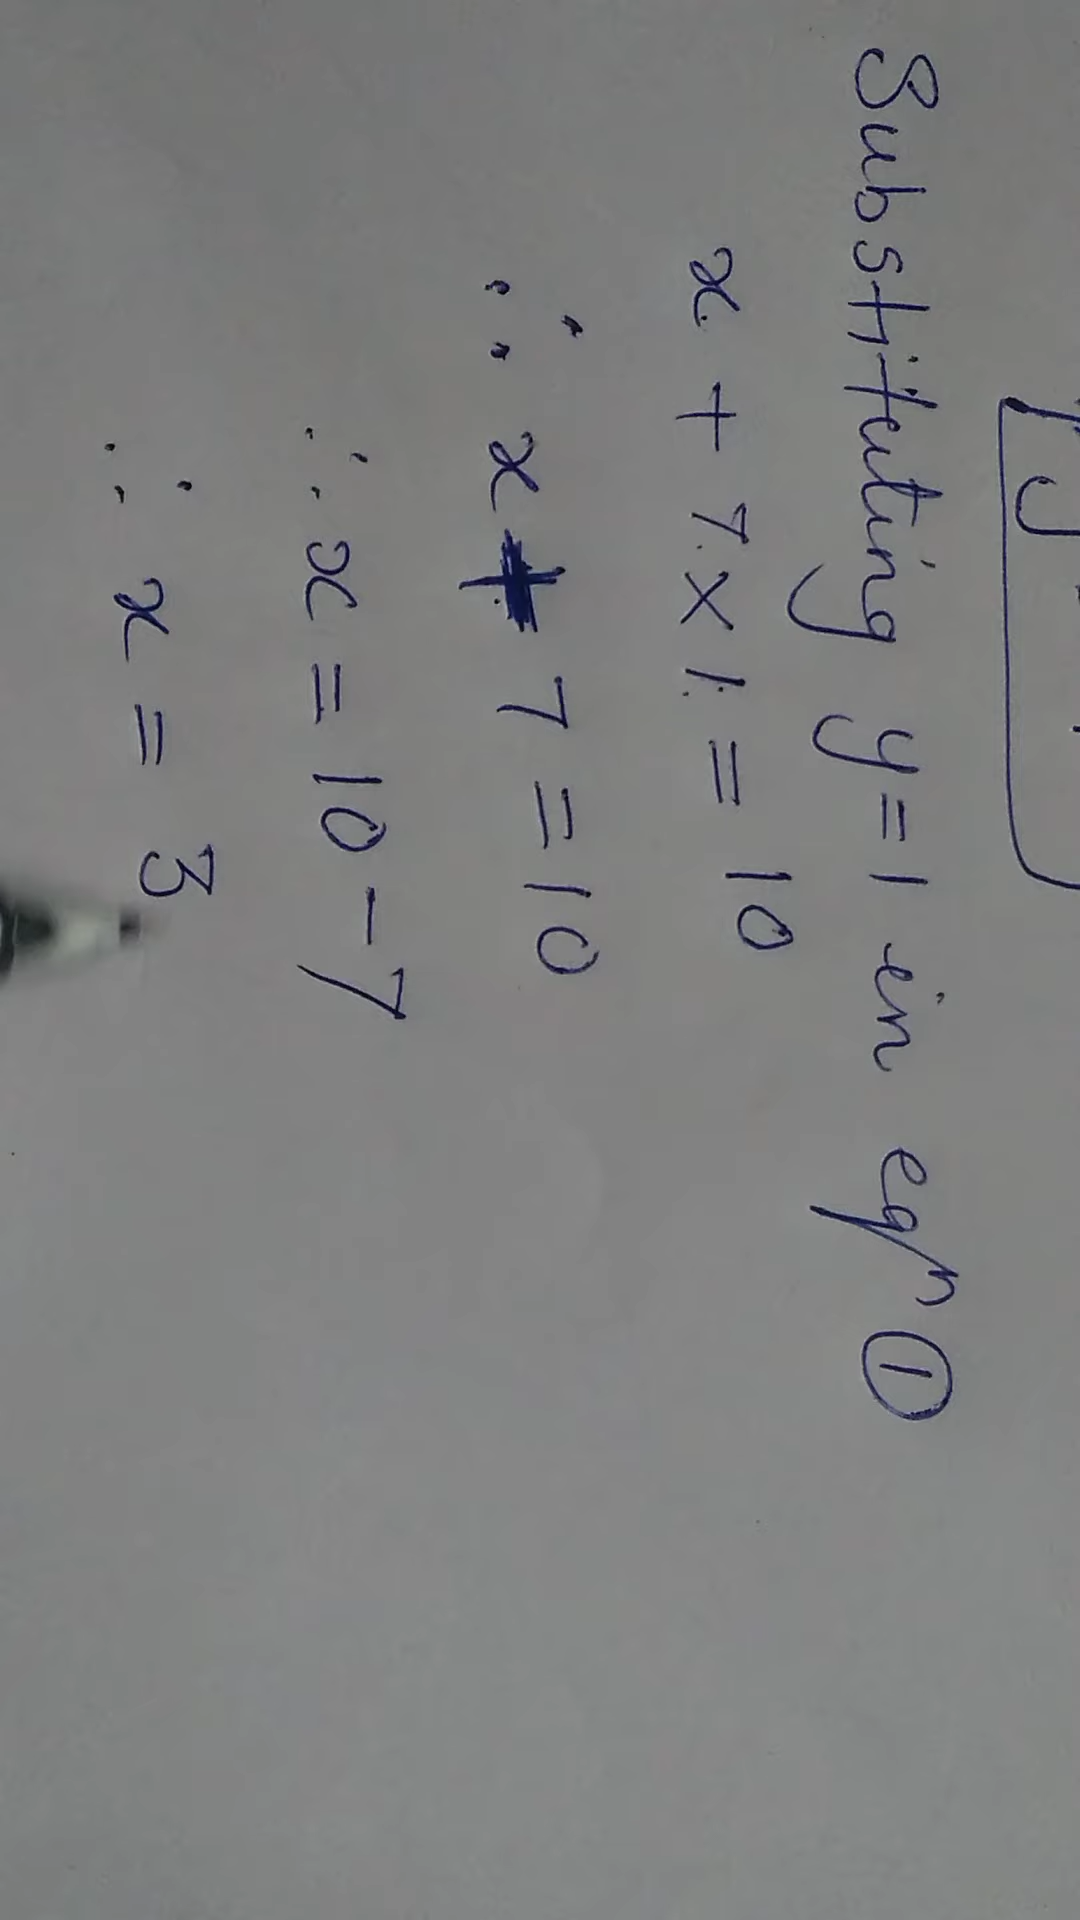 y
Substituting y = 1 in eqn ①
x + 7 × 1 = 10
∴ x + 7 = 10
∴ x = 10 - 7
∴ x = 3